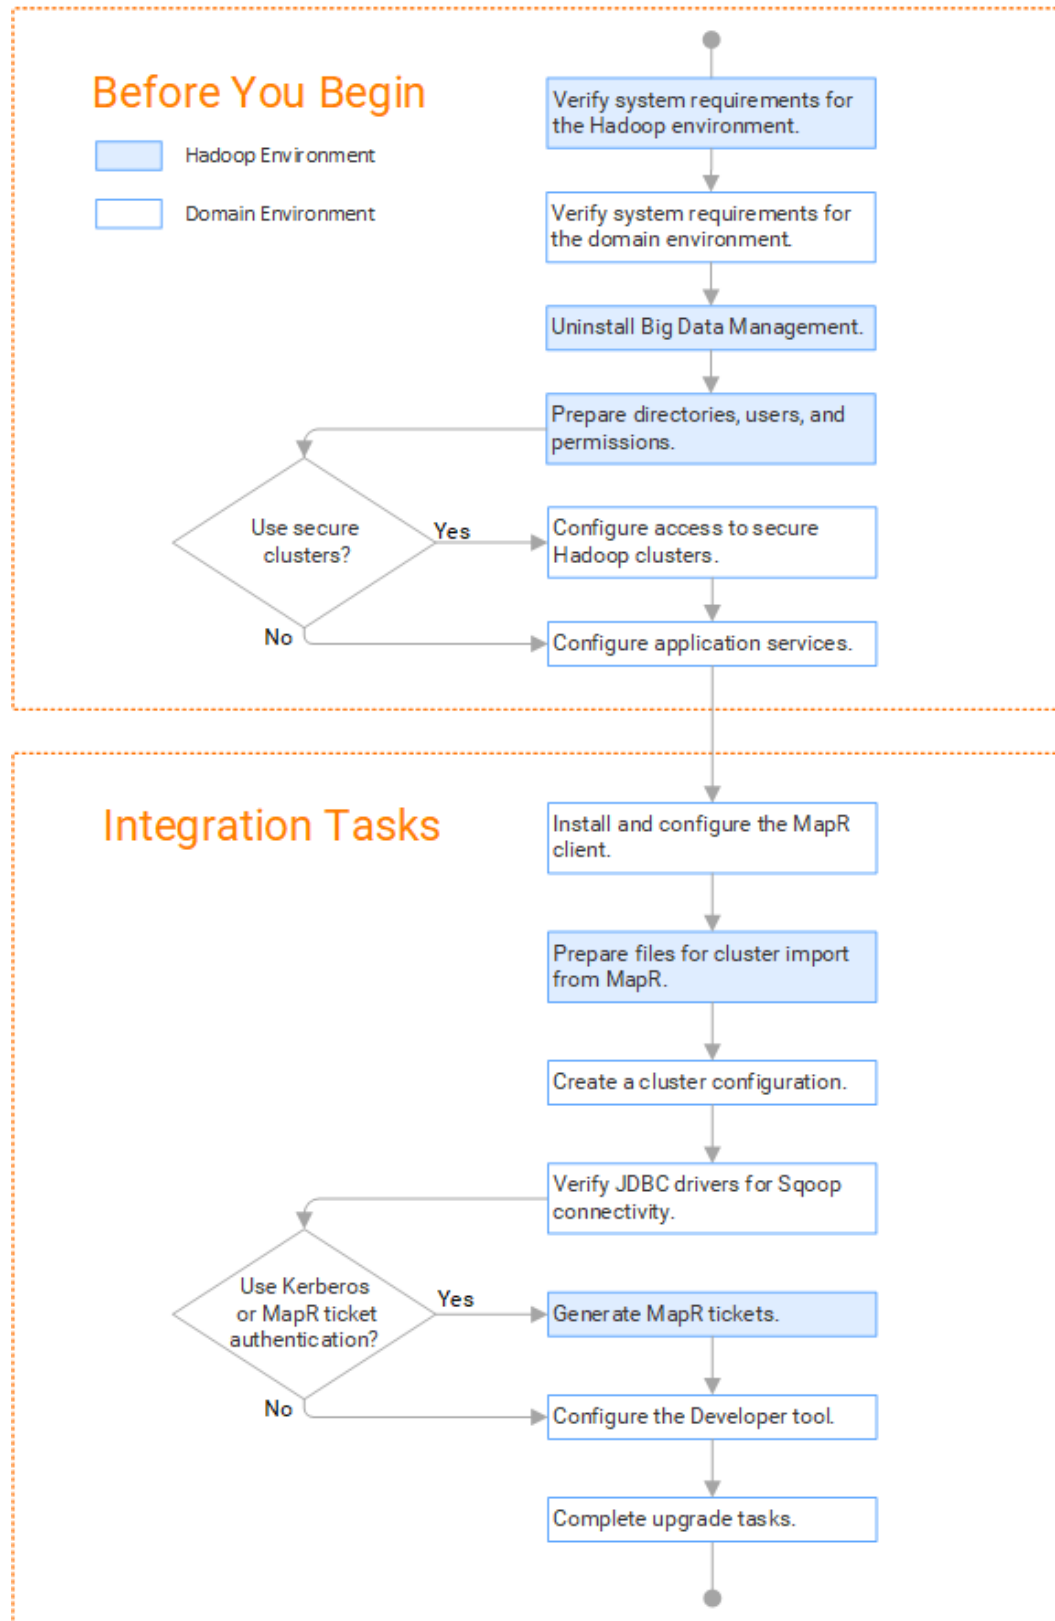 Before You Begin
Hadoop Environment
Domain Environment
Verify system requirements for
the Hadoop environment.
Verify system requirements for
the domain environment.
Uninstall Big Data Management.
Prepare directories, users, and
permissions.
Use secure
clusters?
Yes
Configure access to secure
Hadoop clusters.
No
Configure application services.
Integration Tasks
Install and configure the MapR
client.
Prepare files for cluster import
from MapR.
Create a cluster configuration.
Verify JDBC drivers for Sqoop
connectivity.
Use Kerberos
or MapR ticket
authentication?
Yes
Generate MapR tickets.
No
Configure the Developer tool.
Complete upgrade tasks.